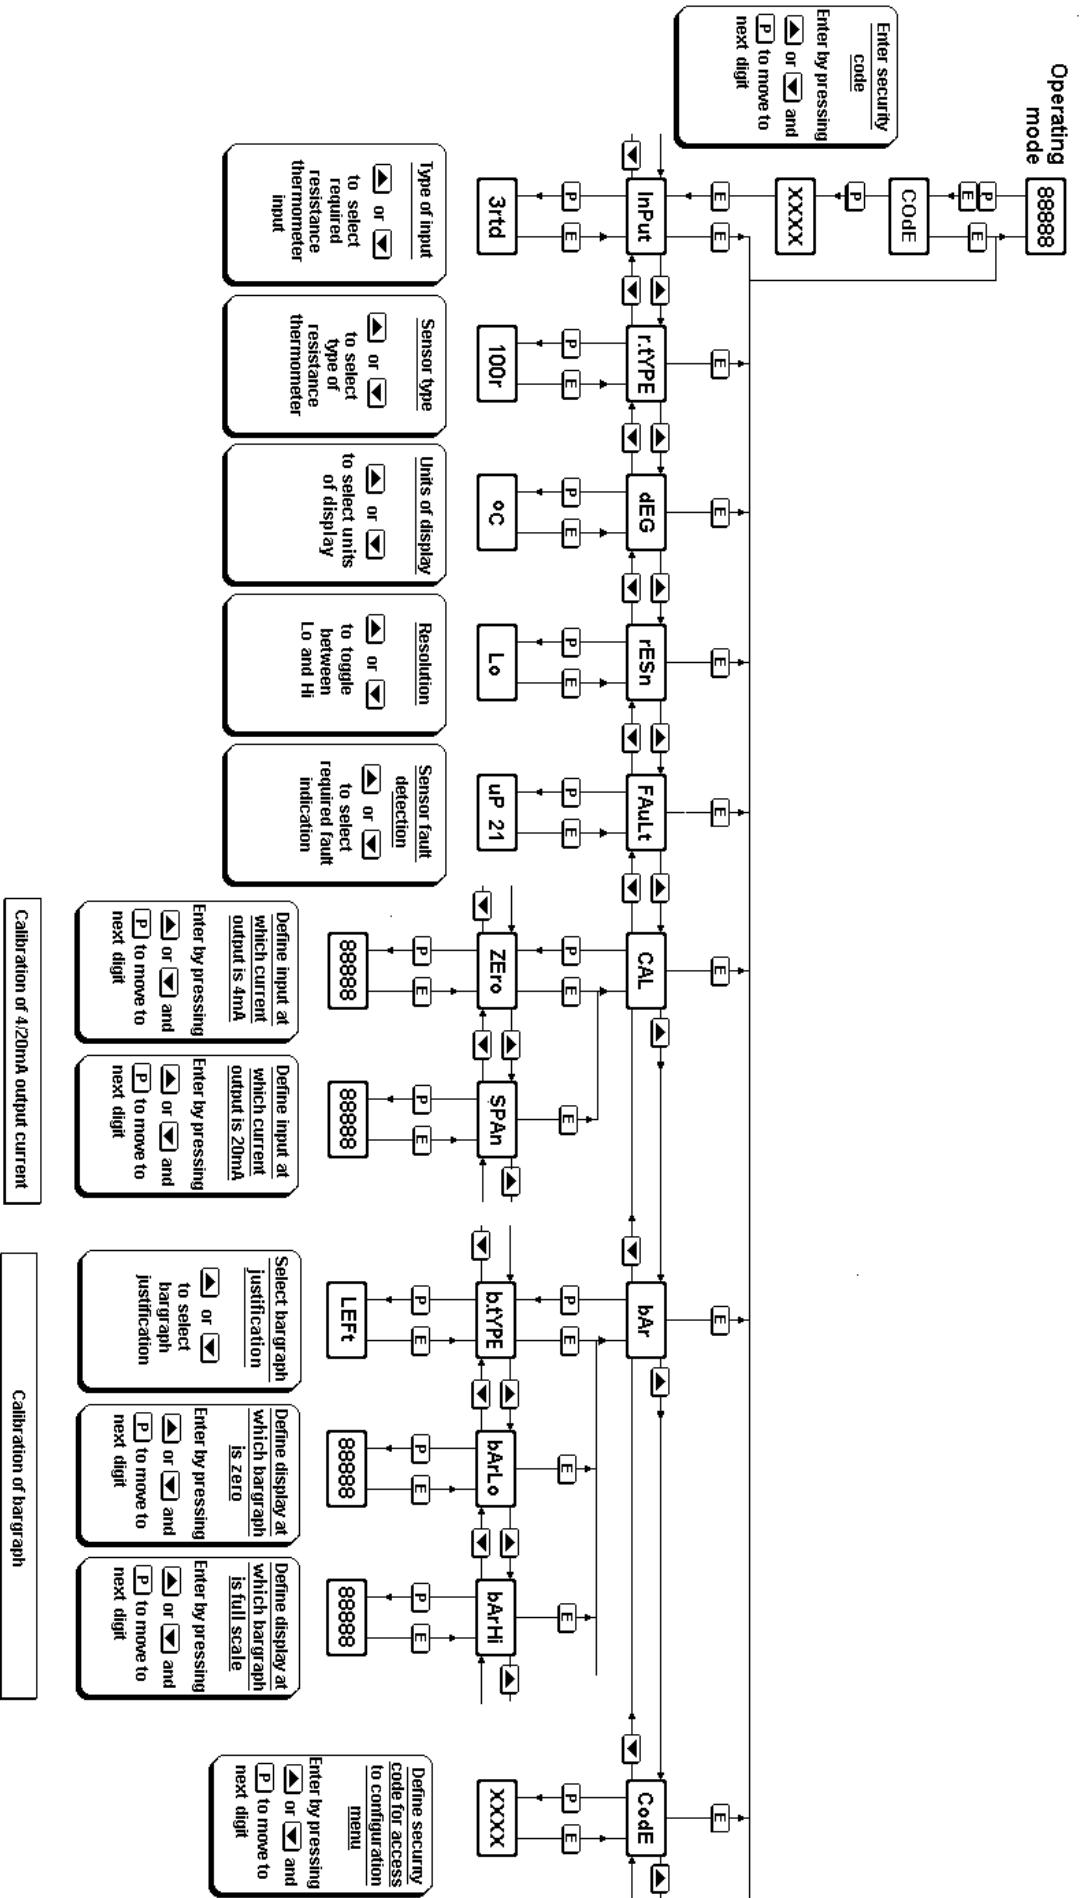 Operating
mode
88888
P
E
E
COdE
P
XXXX
Enter security
code
Enter by pressing
or and
P to move to
next digit
E
E
E
E
E
E
E
E
E
InPut
r.tYPE
dEG
rESn
FAuLt
CAL
bAr
CodE
P
E
P
E
P
E
P
E
P
E
P
E
P
E
P
E
3rtd
100r
oC
Lo
uP 21
ZEro
SPAn
E
b.tYPE
bArLo
E
bArHi
E
XXXX
P
E
P
E
P
E
P
E
P
E
88888
88888
LEFt
88888
88888
Type of input
or
to select
required
resistance
thermometer
input
Sensor type
or
to select
type of
resistance
thermometer
Units of display
or
to select units
of display
Resolution
or
to toggle
between
Lo and Hi
Sensor fault
detection
or
to select
required fault
indication
Define input at
which current
output is 4mA
Enter by pressing
or and
P to move to
next digit
Define input at
which current
output is 20mA
Enter by pressing
or and
P to move to
next digit
Select bargraph
justification
or
to select
bargraph
justification
Define display at
which bargraph
is zero
Enter by pressing
or and
P to move to
next digit
Define display at
which bargraph
is full scale
Enter by pressing
or and
P to move to
next digit
Define security
code for access
to configuration
menu
Enter by pressing
or and
P to move to
next digit
Calibration of 4/20mA output current
Calibration of bargraph